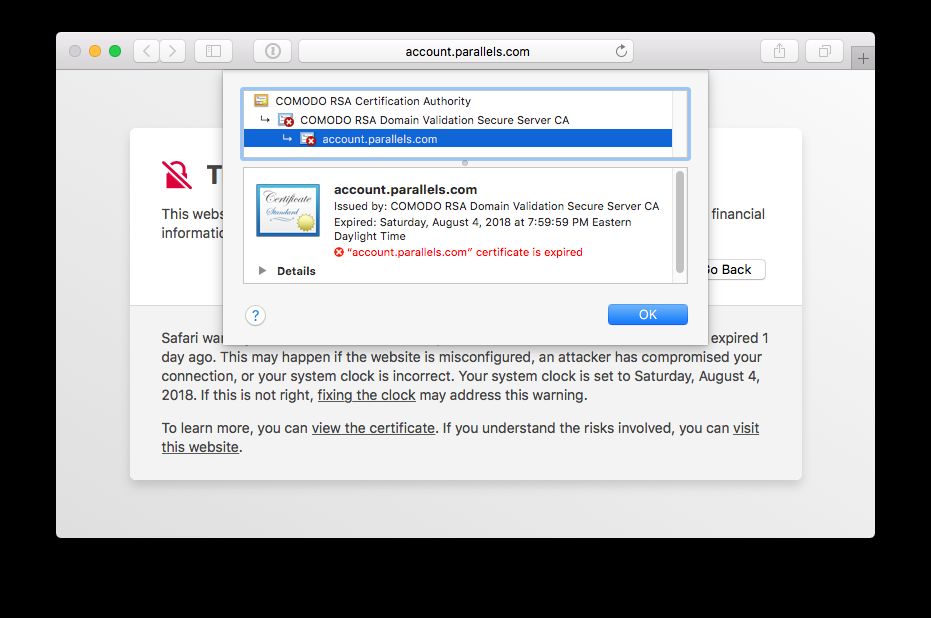 account.parallels.com
COMODO RSA Certification Authority
COMODO RSA Domain Validation Secure Server CA
account.parallels.com
T
This webs
financial
informatio
Certificate
Standard
account.parallels.com
Issued by: COMODO RSA Domain Validation Secure Server CA
Expired: Saturday, August 4, 2018 at 7:59:59 PM Eastern
Daylight Time
"account.parallels.com" certificate is expired
Details
Go Back
?
OK
Safari war
expired 1
day ago. This may happen if the website is misconfigured, an attacker has compromised your
connection, or your system clock is incorrect. Your system clock is set to Saturday, August 4,
2018. If this is not right, fixing the clock may address this warning.
To learn more, you can view the certificate. If you understand the risks involved, you can visit
this website.